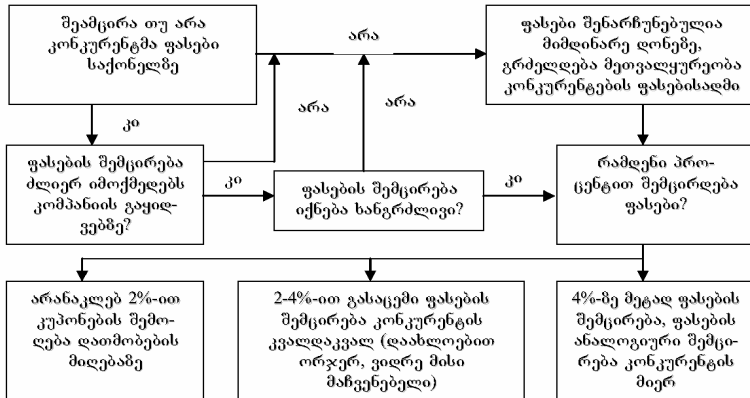 შეამცირა თუ არა
კონკურენტმა ფასები
საქონელზე
არა
ფასები შენარჩუნებულია
მიმდინარე დონეზე,
გრძელდება მეთვალყურეობა
კონკურენტების ფასებისადმი
კი
არა
არა
ფასების შემცირება
ძლიერ იმოქმედებს
კომპანიის გაყიდ-
ვებზე?
კი
ფასების შემცირება
იქნება ხანგრძლივი?
კი
რამდენი პრო-
ცენტით შემცირდება
ფასები?
არანაკლებ 2%-ით
კუპონების შემო-
ღება დათმობების
მიღებაზე
2-4%-ით გასაცემი ფასების
შემცირება კონკურენტის
კვალდაკვალ (დაახლოებით
ორჯერ, ვიდრე მისი
მაჩვენებელი)
4%-ზე მეტად ფასების
შემცირება, ფასების
ანალოგიური შემცი-
რება კონკურენტის
მიერ